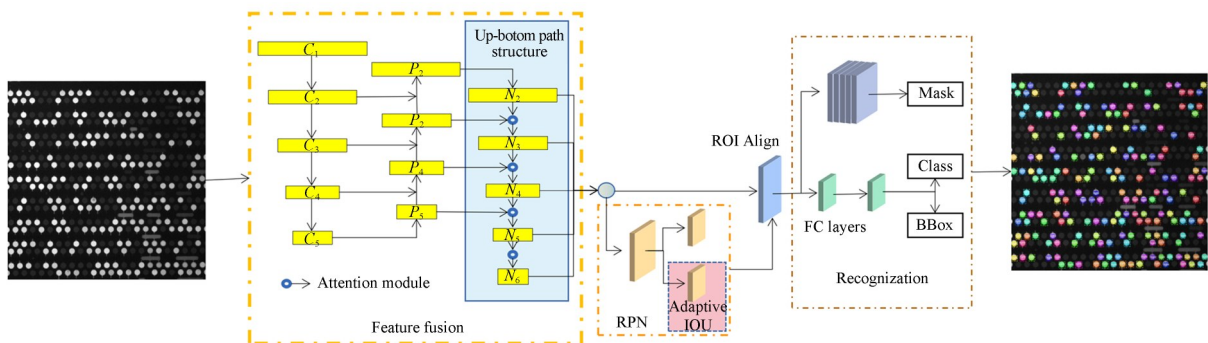 Up-botom path
structure
C1
P2
C2
N2
P2
C3
N3
P4
C4
N4
P5
C5
N5
N6
Attention module
Feature fusion
RPN
Adaptive
IOU
ROI Align
FC layers
Mask
Class
BBox
Recognization